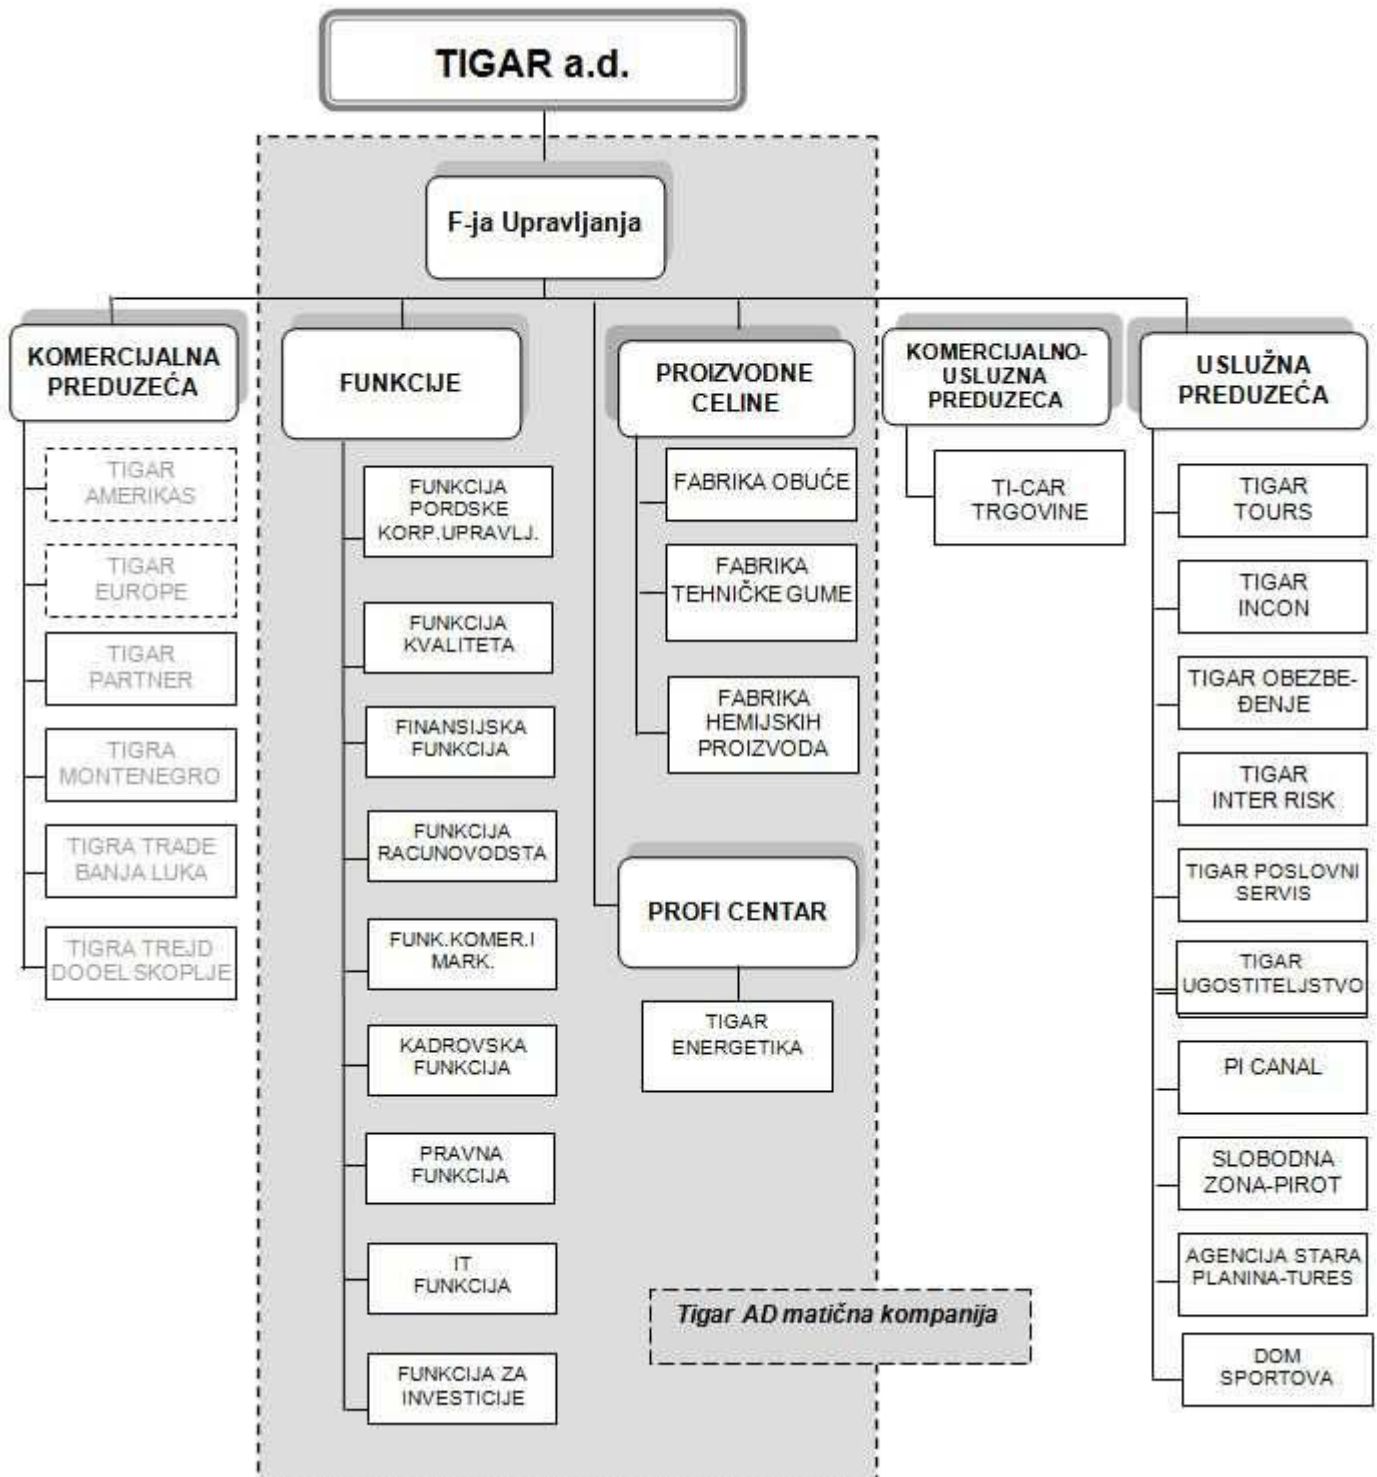 TIGAR a.d.
F-ja Upravljanja
KOMERCIJALNA
PREDUZEĆA
TIGAR
AMERIKAS
TIGAR
EUROPE
TIGAR
PARTNER
TIGRA
MONTENEGRO
TIGRA TRADE
BANJA LUKA
TIGRA TREJD
DOOEL SKOPLJE
FUNKCIJE
FUNKCIJA
PORDSKE
KORP.UPRAVLJ.
FUNKCIJA
KVALITETA
FINANSIJSKA
FUNKCIJA
FUNKCIJA
RACUNOVODSTA
FUNK.KOMER.I
MARK.
KADROVSKA
FUNKCIJA
PRAVNA
FUNKCIJA
IT
FUNKCIJA
FUNKCIJA ZA
INVESTICIJE
PROIZVODNE
CELINE
FABRIKA OBUĆE
FABRIKA
TEHNIČKE GUME
FABRIKA
HEMIJSKIH
PROIZVODA
PROFI CENTAR
TIGAR
ENERGETIKA
KOMERCIJALNO-
USLUZNA
PREDUZECA
TI-CAR
TRGOVINE
USLUŽNA
PREDUZEĆA
TIGAR
TOURS
TIGAR
INCON
TIGAR OBEZBE-
ĐENJE
TIGAR
INTER RISK
TIGAR POSLOVNI
SERVIS
TIGAR
UGOSTITELJSTVO
PI CANAL
SLOBODNA
ZONA-PIROT
AGENCIJA STARA
PLANINA-TURES
DOM
SPORTOVA
Tigar AD matična kompanija